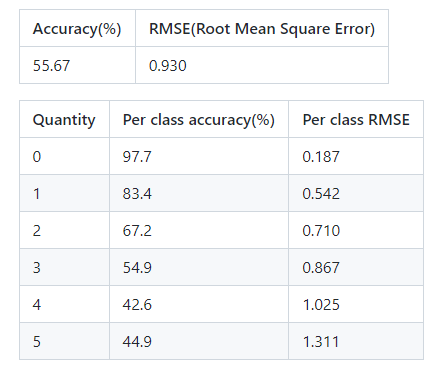 Accuracy(%) RMSE(Root Mean Square Error)
55.67 0.930
Quantity Per class accuracy(%) Per class RMSE
0 97.7 0.187
1 83.4 0.542
2 67.2 0.710
3 54.9 0.867
4 42.6 1.025
5 44.9 1.311